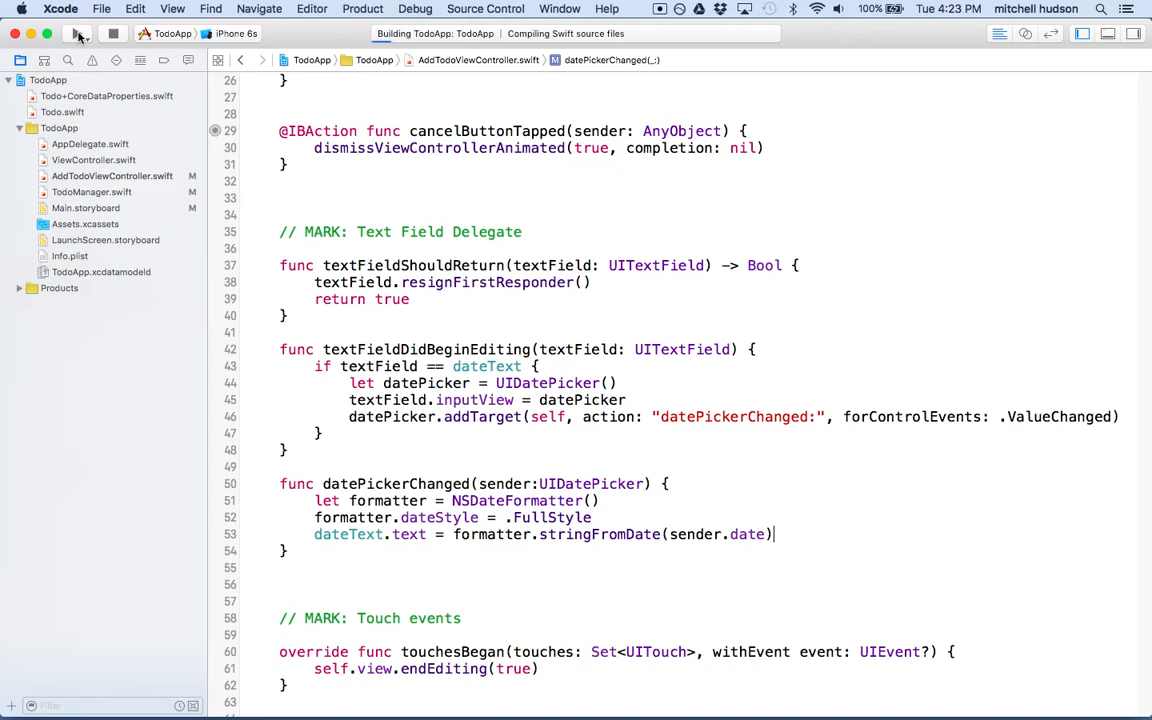 Xcode File Edit View Find Navigate Editor Product Debug Source Control Window Help 100% Tue 4:23 PM mitchell hudson
TodoApp iPhone 6s Building TodoApp: TodoApp Compiling Swift source files
TodoApp TodoApp AddTodoViewController.swift M datePickerChanged(_:)
TodoApp
Todo+CoreDataProperties.swift
Todo.swift
TodoApp
AppDelegate.swift
ViewController.swift
AddTodoViewController.swift M
TodoManager.swift M
Main.storyboard M
Assets.xcassets
LaunchScreen.storyboard
Info.plist
TodoApp.xcdatamodeld
Products
Filter
26 }
27
28
29 @IBAction func cancelButtonTapped(sender: AnyObject) {
30 dismissViewControllerAnimated(true, completion: nil)
31 }
32
33
34
35 // MARK: Text Field Delegate
36
37 func textFieldShouldReturn(textField: UITextField) -> Bool {
38 textField.resignFirstResponder()
39 return true
40 }
41
42 func textFieldDidBeginEditing(textField: UITextField) {
43 if textField == dateText {
44 let datePicker = UIDatePicker()
45 textField.inputView = datePicker
46 datePicker.addTarget(self, action: "datePickerChanged:", forControlEvents: .ValueChanged)
47 }
48 }
49
50 func datePickerChanged(sender:UIDatePicker) {
51 let formatter = NSDateFormatter()
52 formatter.dateStyle = .FullStyle
53 dateText.text = formatter.stringFromDate(sender.date)
54 }
55
56
57
58 // MARK: Touch events
59
60 override func touchesBegan(touches: Set<UITouch>, withEvent event: UIEvent?) {
61 self.view.endEditing(true)
62 }
63